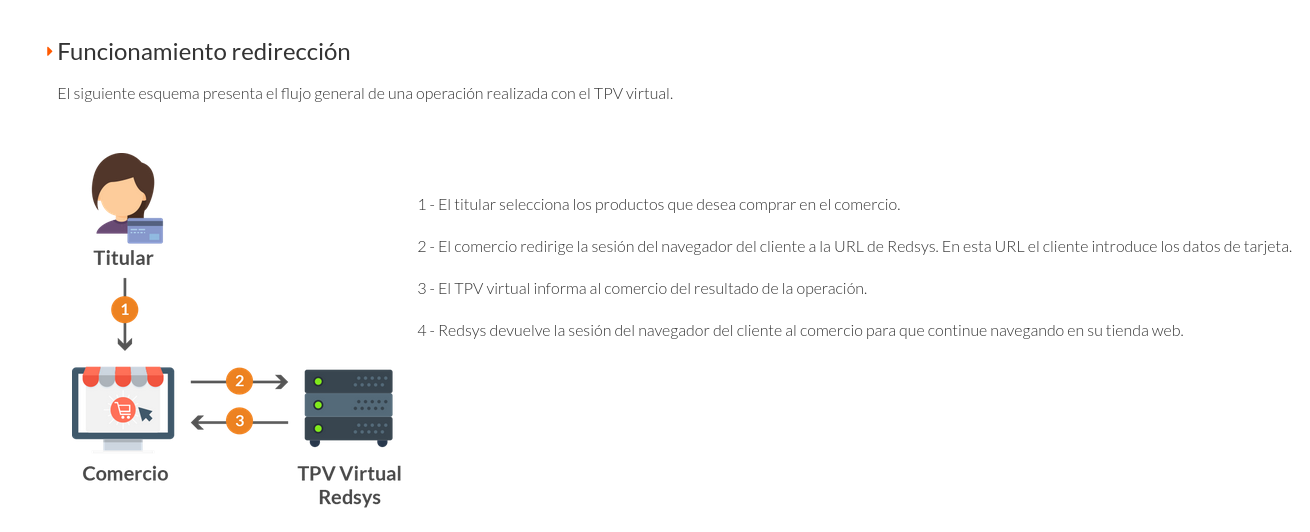 Funcionamiento redirección
El siguiente esquema presenta el flujo general de una operación realizada con el TPV virtual.
Titular
1
2
3
Comercio
TPV Virtual
Redsys
1 - El titular selecciona los productos que desea comprar en el comercio.
2 - El comercio redirige la sesión del navegador del cliente a la URL de Redsys. En esta URL el cliente introduce los datos de tarjeta.
3 - El TPV virtual informa al comercio del resultado de la operación.
4 - Redsys devuelve la sesión del navegador del cliente al comercio para que continue navegando en su tienda web.